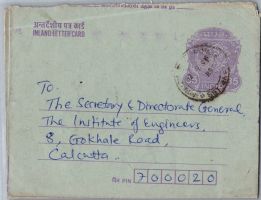 अन्तर्देशीय पत्र कार्ड
INLAND LETTER CARD
To:
The Secretary & Directorate General,
The Institute of Engineers,
8, Gokhale Road,
Calcutta.
पिन PIN 700020